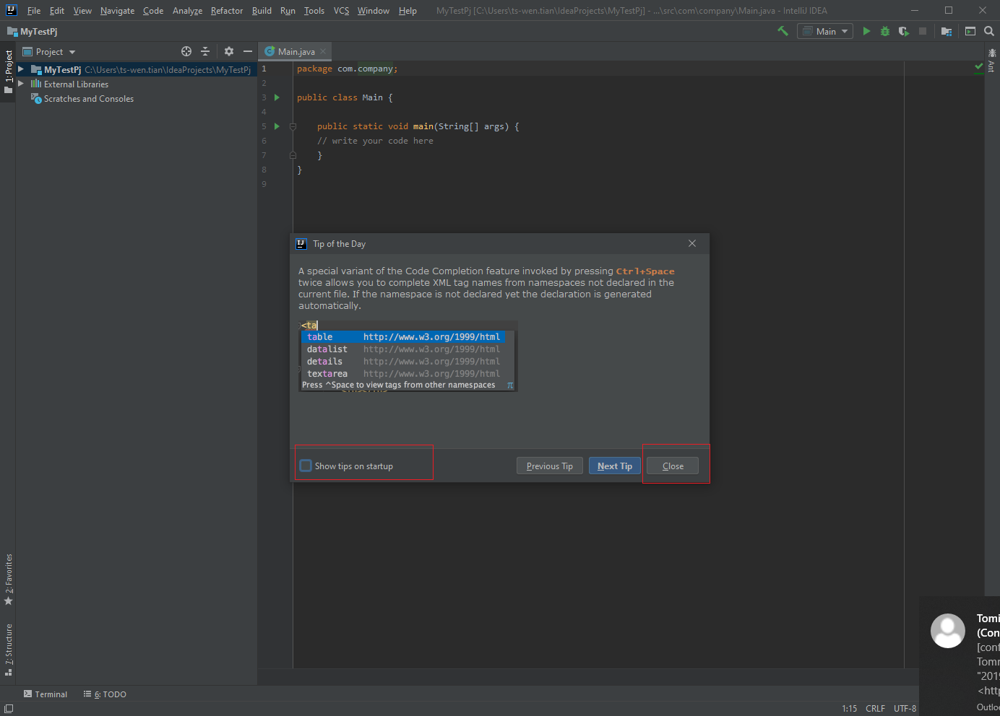 IJ File Edit View Navigate Code Analyze Refactor Build Run Tools VCS Window Help MyTestPj [C:\Users\ts-wen.tian\IdeaProjects\MyTestPj] - ...\src\com\company\Main.java - IntelliJ IDEA
MyTestPj Main
Project Main.java
1: Project
MyTestPj C:\Users\ts-wen.tian\IdeaProjects\MyTestPj
External Libraries
Scratches and Consoles
1 package com.company;
2
3 public class Main {
4
5 public static void main(String[] args) {
6 // write your code here
7 }
8 }
9
Ant
IJ Tip of the Day
A special variant of the Code Completion feature invoked by pressing Ctrl+Space
twice allows you to complete XML tag names from namespaces not declared in the
current file. If the namespace is not declared yet the declaration is generated
automatically.
<ta
table http://www.w3.org/1999/html
datalist http://www.w3.org/1999/html
details http://www.w3.org/1999/html
textarea http://www.w3.org/1999/html
Press ^Space to view tags from other namespaces π
Show tips on startup Previous Tip Next Tip Close
2: Favorites
7: Structure
Tomi
(Con
[conf
Tomm
"2019
<http
Outloo
Terminal 6: TODO
1:15 CRLF UTF-8